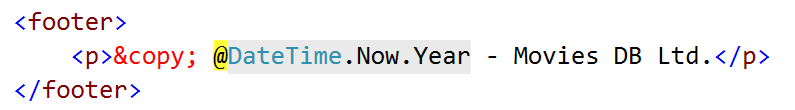 <footer>
    <p>&copy; @DateTime.Now.Year - Movies DB Ltd.</p>
</footer>